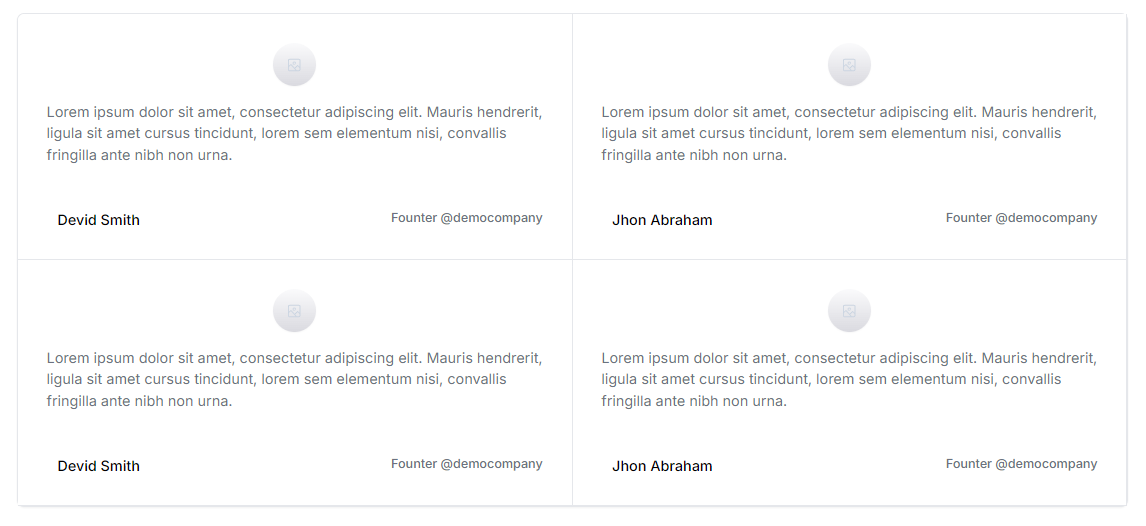 Lorem ipsum dolor sit amet, consectetur adipiscing elit. Mauris hendrerit,
ligula sit amet cursus tincidunt, lorem sem elementum nisi, convallis
fringilla ante nibh non urna.
Devid Smith
Founter @democompany
Lorem ipsum dolor sit amet, consectetur adipiscing elit. Mauris hendrerit,
ligula sit amet cursus tincidunt, lorem sem elementum nisi, convallis
fringilla ante nibh non urna.
Jhon Abraham
Founter @democompany
Lorem ipsum dolor sit amet, consectetur adipiscing elit. Mauris hendrerit,
ligula sit amet cursus tincidunt, lorem sem elementum nisi, convallis
fringilla ante nibh non urna.
Devid Smith
Founter @democompany
Lorem ipsum dolor sit amet, consectetur adipiscing elit. Mauris hendrerit,
ligula sit amet cursus tincidunt, lorem sem elementum nisi, convallis
fringilla ante nibh non urna.
Jhon Abraham
Founter @democompany